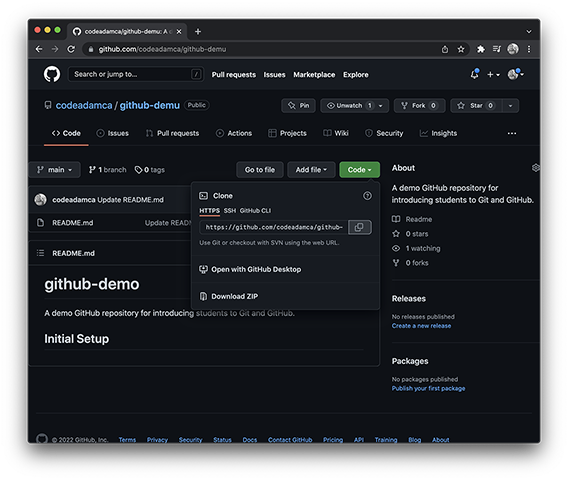 codeadamca/github-demu: A d
github.com/codeadamca/github-demu
Search or jump to...
/
Pull requests
Issues
Marketplace
Explore
codeadamca / github-demu
Public
Pin
Unwatch 1
Fork 0
Star 0
Code
Issues
Pull requests
Actions
Projects
Wiki
Security
Insights
main
1 branch
0 tags
Go to file
Add file
Code
codeadamca Update README.md
README.md
Update README
README.md
github-demo
A demo GitHub repository for introducing students to Git and GitHub.
Initial Setup
Clone
HTTPS SSH GitHub CLI
https://github.com/codeadamca/github-
Use Git or checkout with SVN using the web URL.
Open with GitHub Desktop
Download ZIP
About
A demo GitHub repository for
introducing students to Git and GitHub.
Readme
0 stars
1 watching
0 forks
Releases
No releases published
Create a new release
Packages
No packages published
Publish your first package
© 2022 GitHub, Inc.
Terms
Privacy
Security
Status
Docs
Contact GitHub
Pricing
API
Training
Blog
About